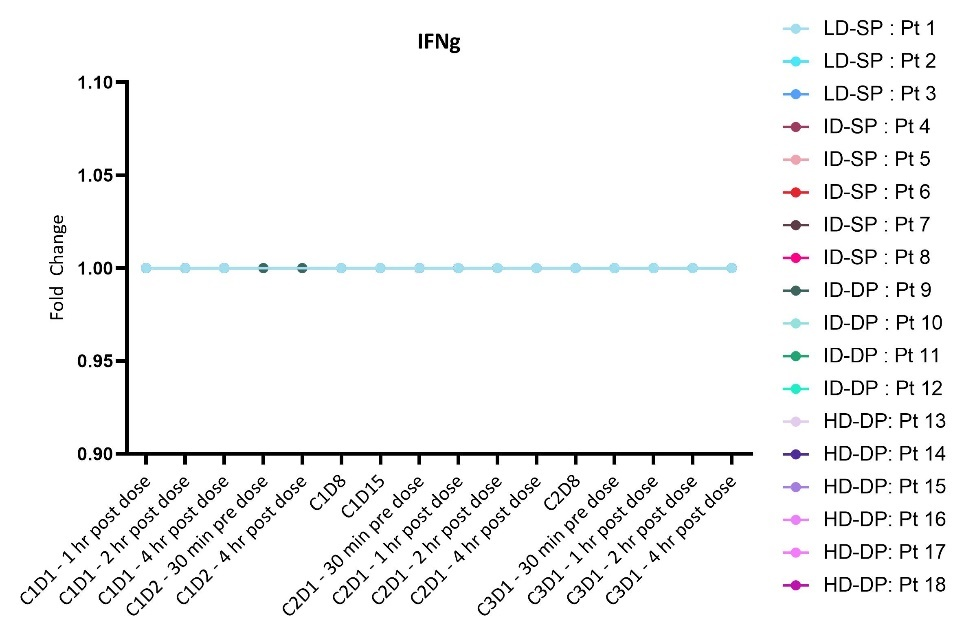 IFNg
Fold Change
1.10
1.05
1.00
0.95
0.90
C1D1 - 1 hr post dose
C1D1 - 2 hr post dose
C1D1 - 4 hr post dose
C1D2 - 30 min pre dose
C1D2 - 4 hr post dose
C1D8
C1D15
C2D1 - 30 min pre dose
C2D1 - 1 hr post dose
C2D1 - 2 hr post dose
C2D1 - 4 hr post dose
C2D8
C3D1 - 30 min pre dose
C3D1 - 1 hr post dose
C3D1 - 2 hr post dose
C3D1 - 4 hr post dose
LD-SP : Pt 1
LD-SP : Pt 2
LD-SP : Pt 3
ID-SP : Pt 4
ID-SP : Pt 5
ID-SP : Pt 6
ID-SP : Pt 7
ID-SP : Pt 8
ID-DP : Pt 9
ID-DP : Pt 10
ID-DP : Pt 11
ID-DP : Pt 12
HD-DP: Pt 13
HD-DP: Pt 14
HD-DP: Pt 15
HD-DP: Pt 16
HD-DP: Pt 17
HD-DP: Pt 18